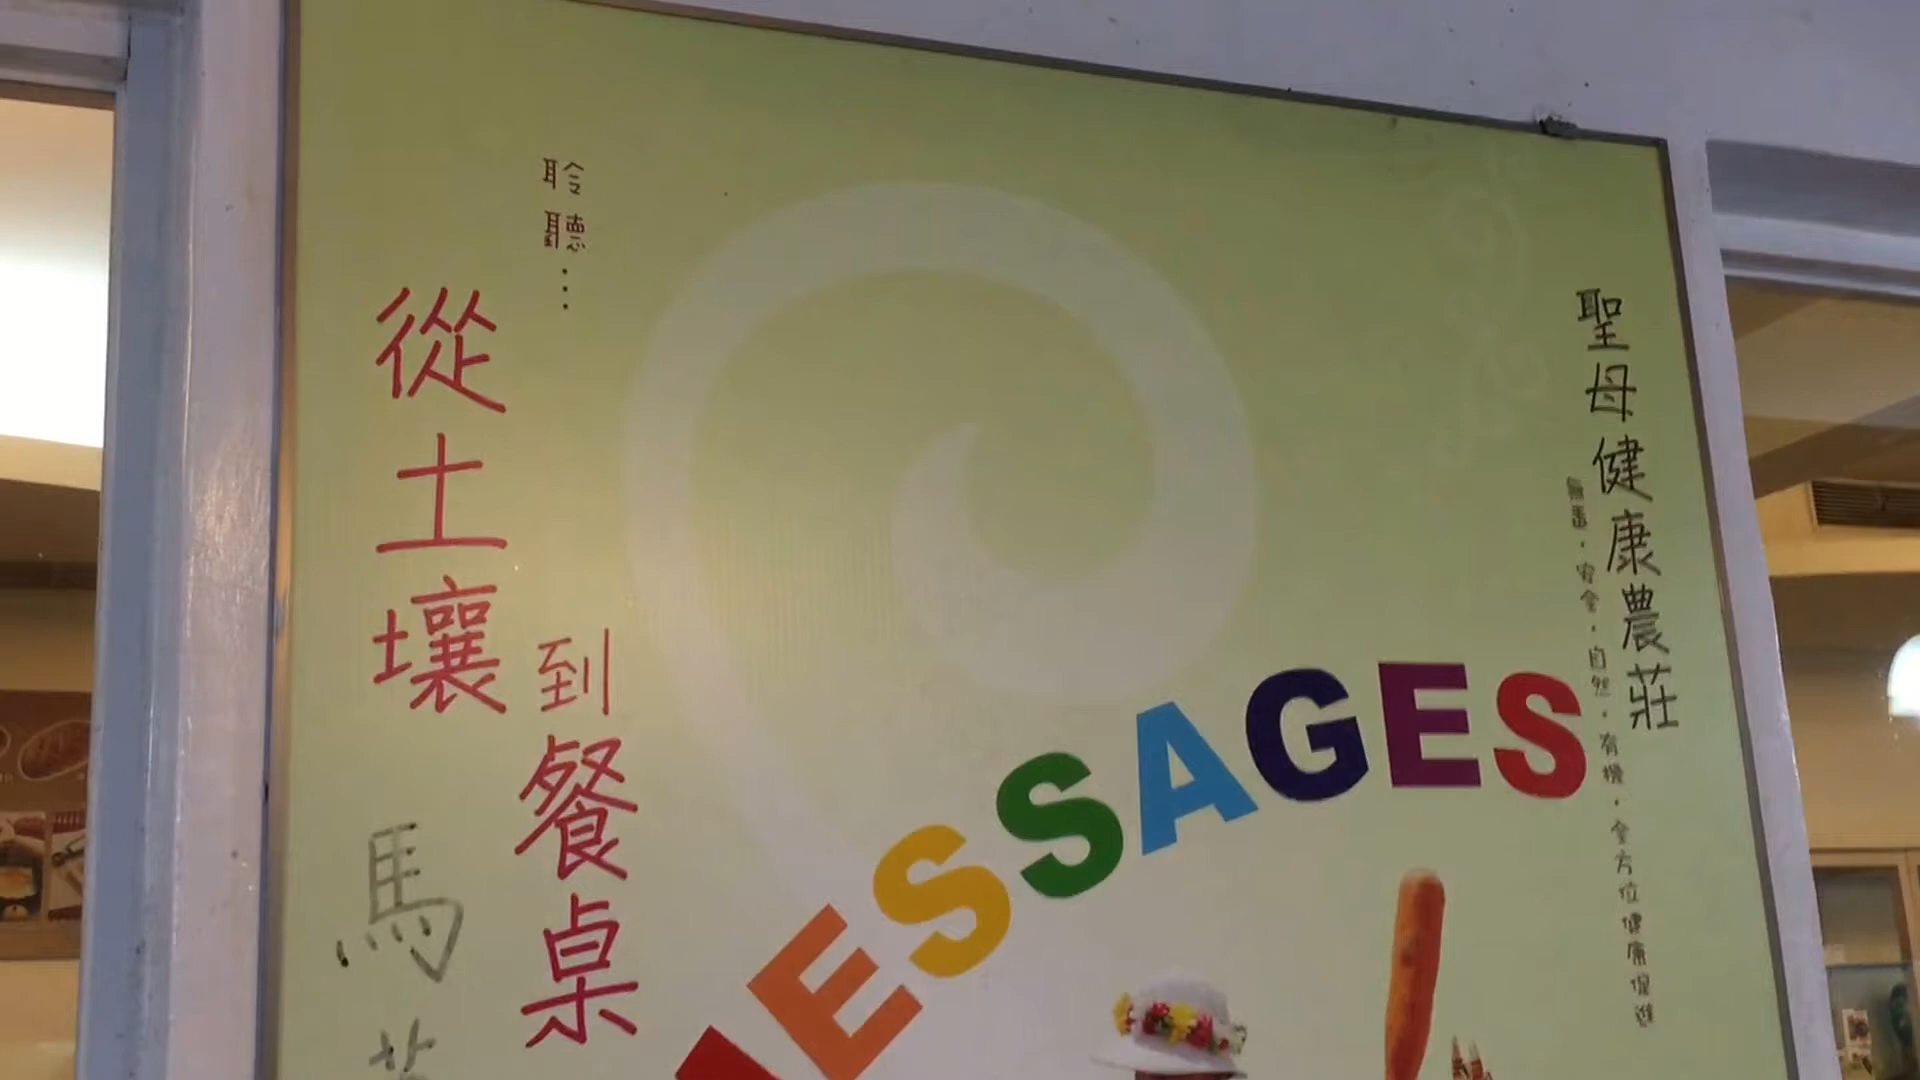 聆聽...
從土壤
到餐桌
馬
ESSAGES
聖母健康農莊
無毒·安全·自然·有機·全方位健康促進